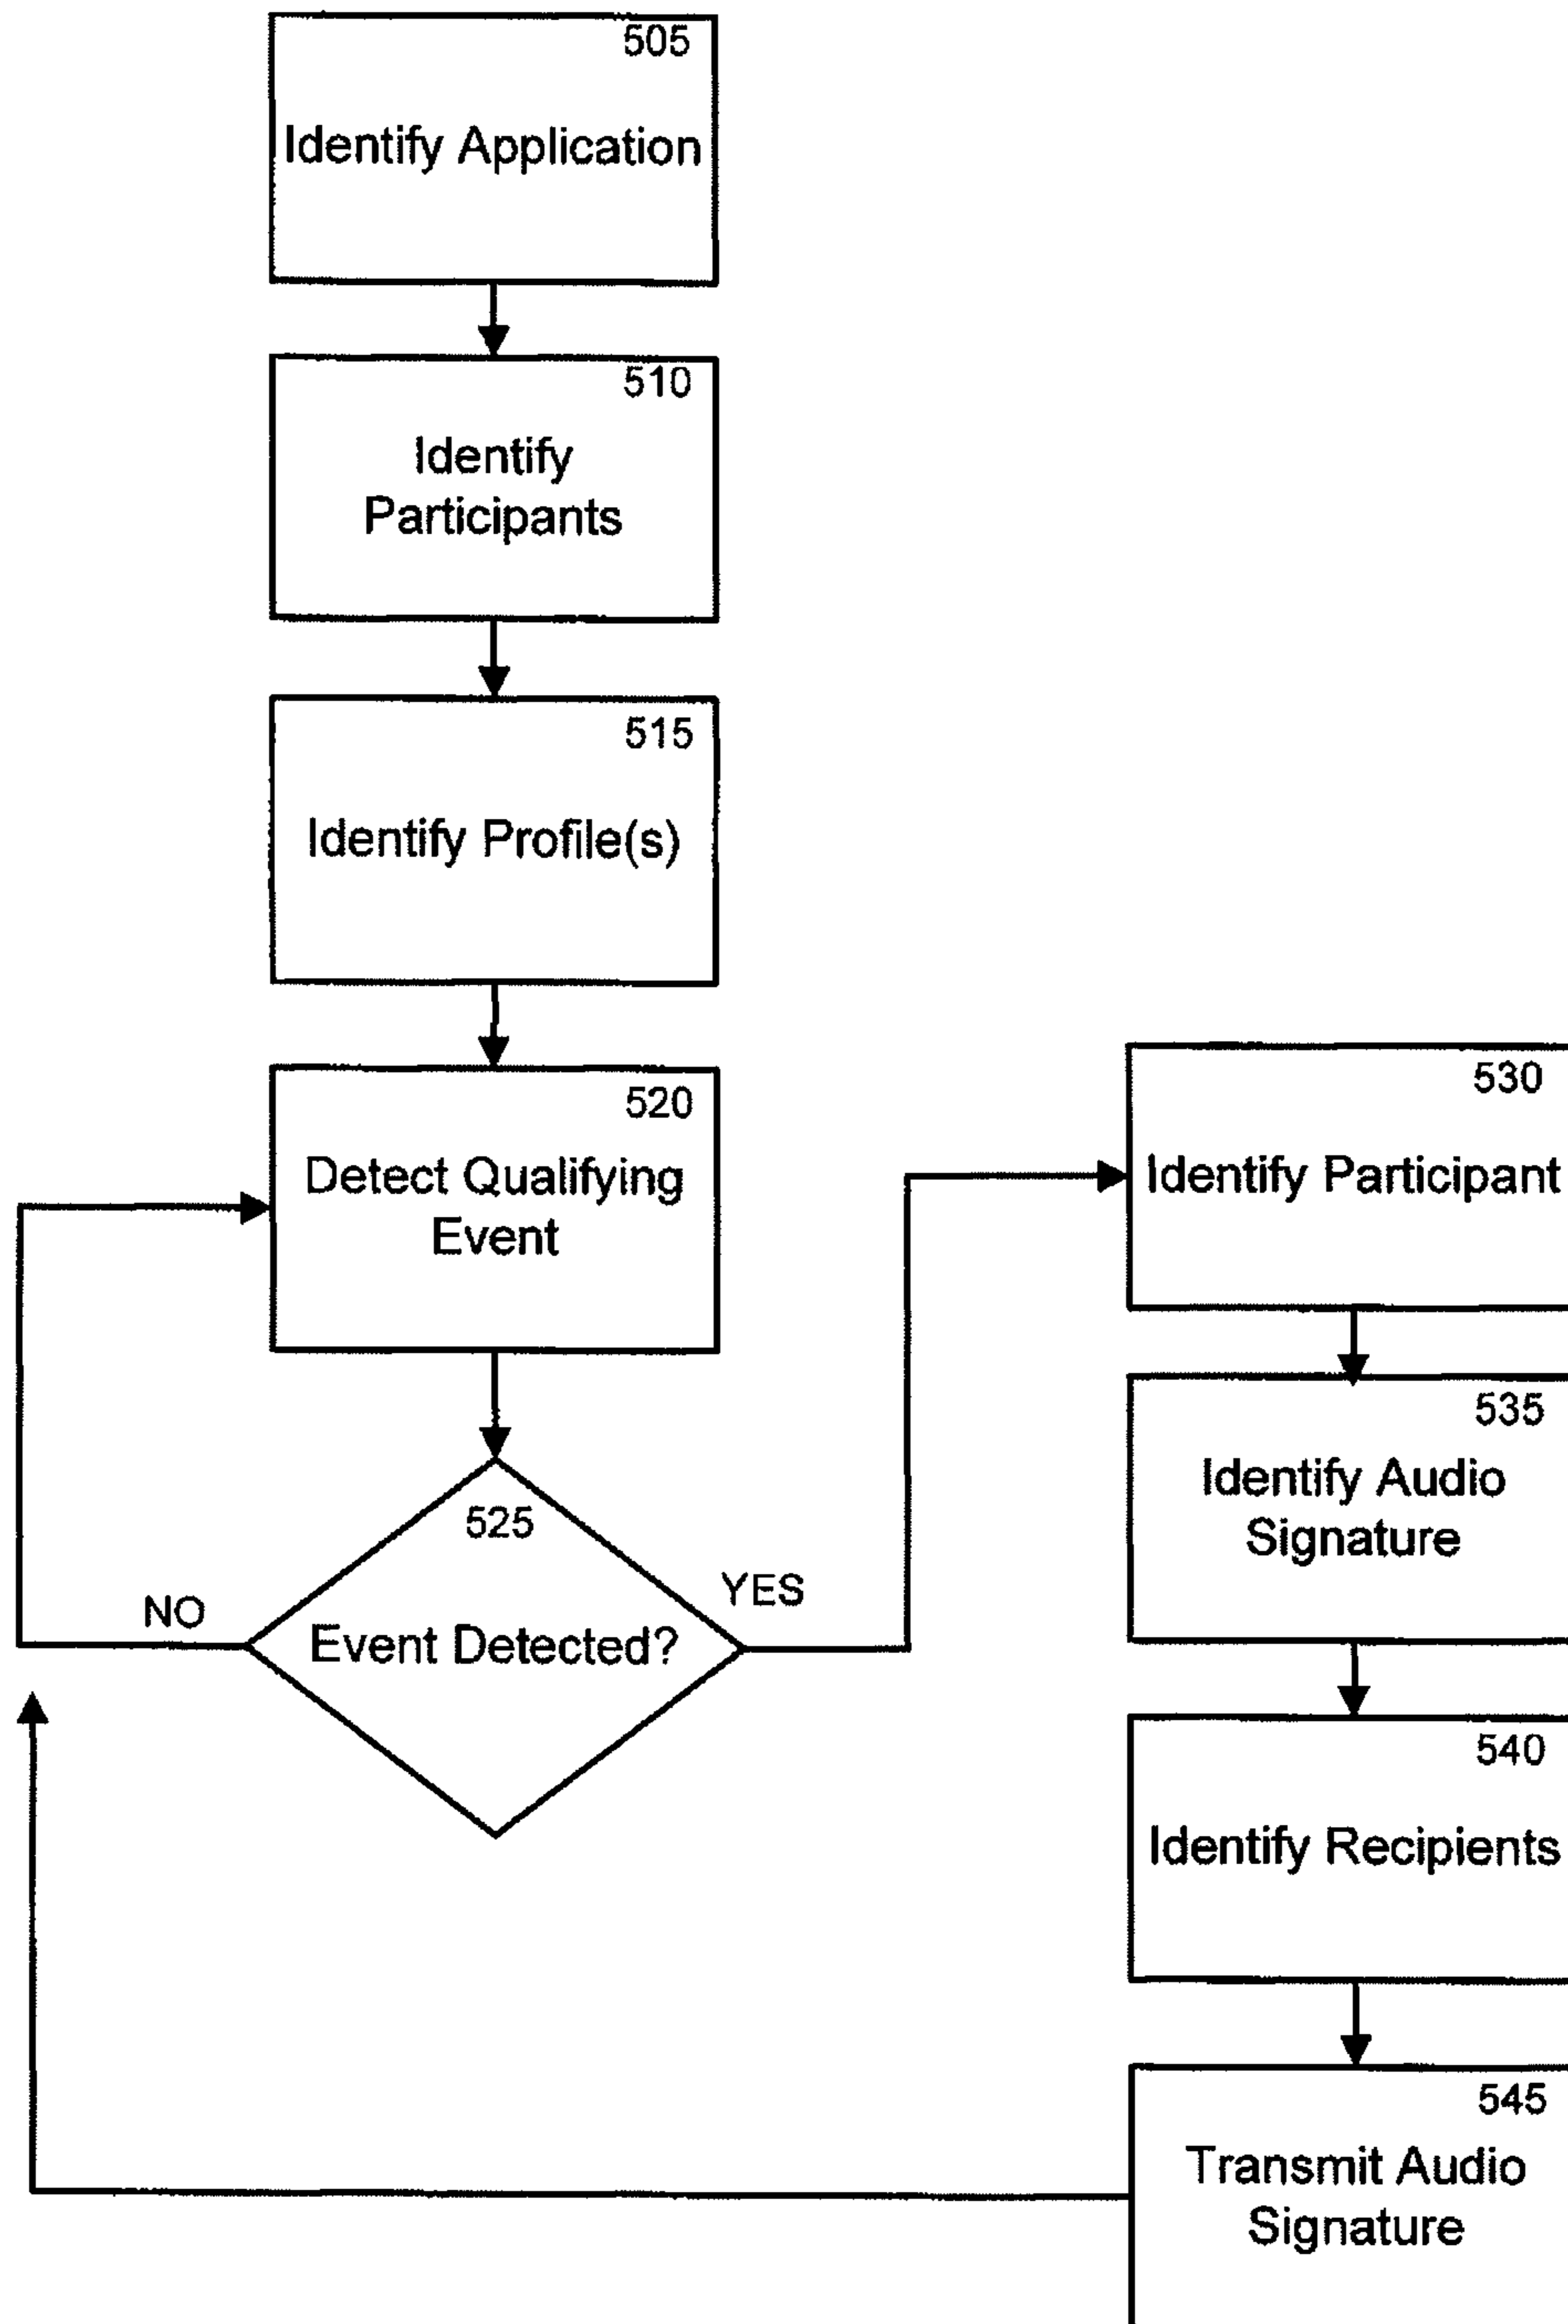 505
Identify Application
510
Identify
Participants
515
Identify Profile(s)
520
Detect Qualifying
Event
525
Event Detected?
NO
YES
530
Identify Participant
535
Identify Audio
Signature
540
Identify Recipients
545
Transmit Audio
Signature